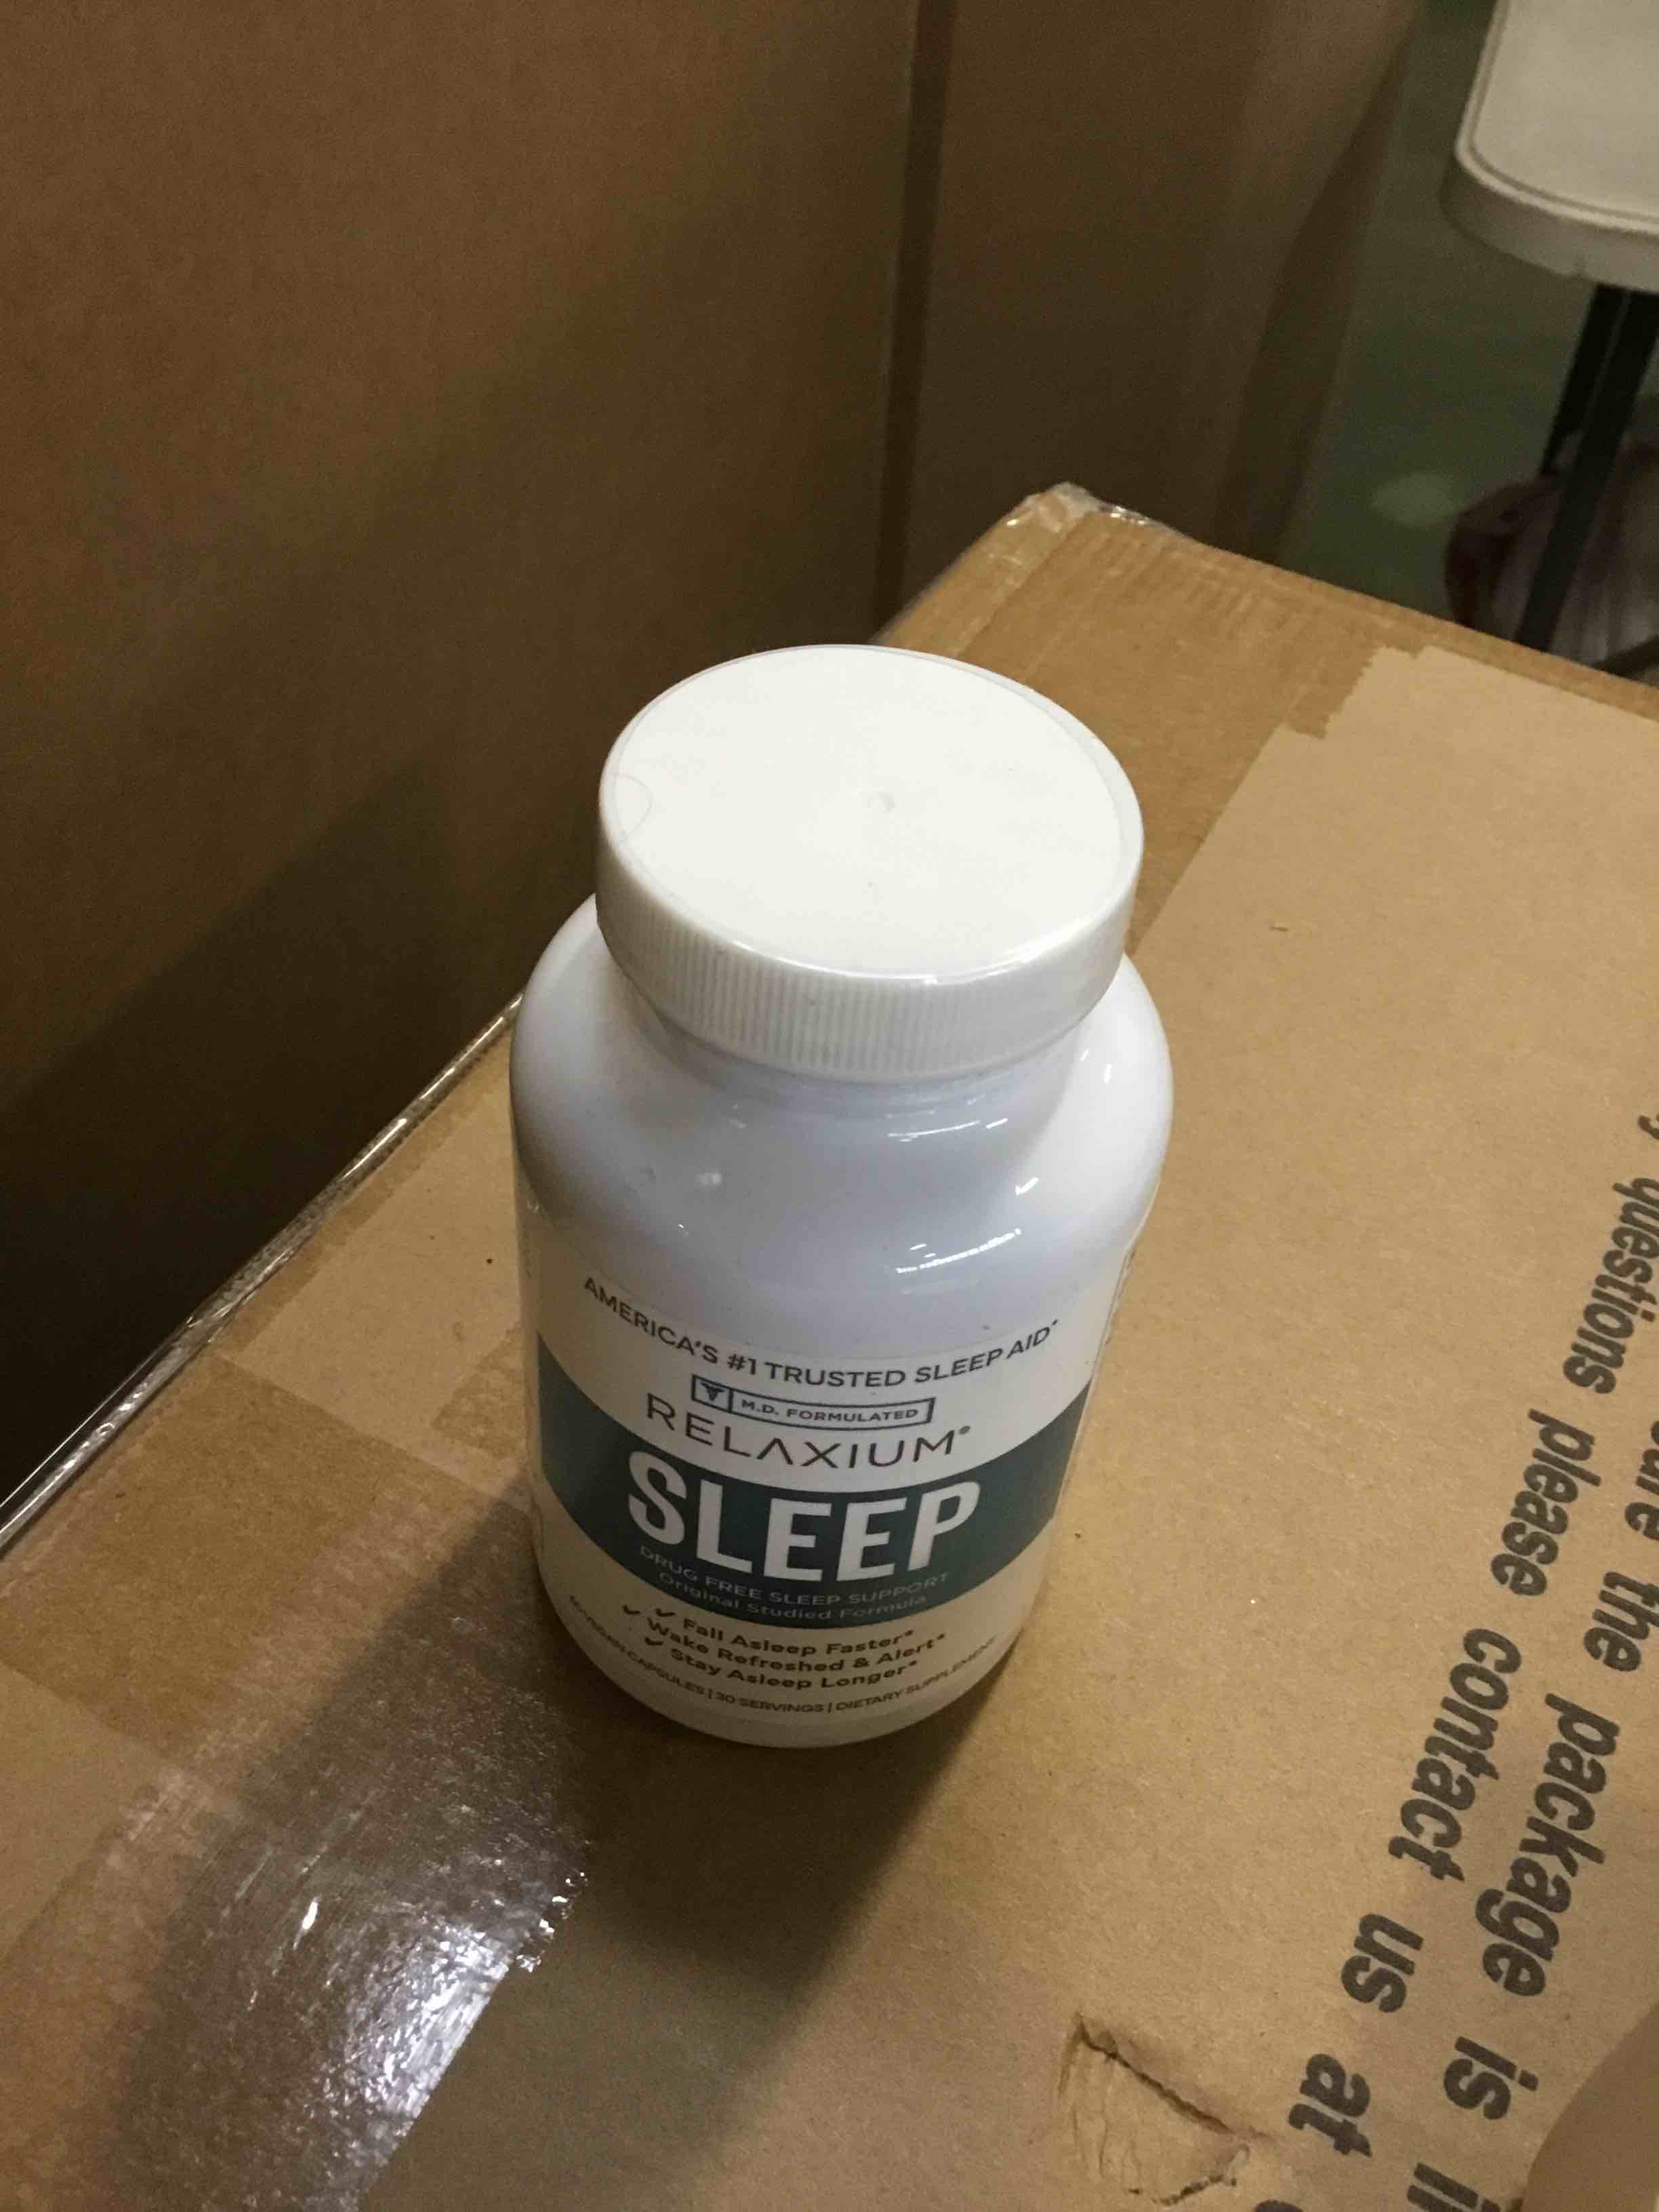 AMERICA'S #1 TRUSTED SLEEP AID*
M.D. FORMULATED
RELAXIUM®
SLEEP
DRUG FREE SLEEP SUPPORT
Original Studied Formula
✓ Fall Asleep Faster*
✓ Wake Refreshed & Alert*
✓ Stay Asleep Longer*
CAPSULES | 30 SERVINGS | DIETARY SUPPLEMENT
the package is
questions please contact us at